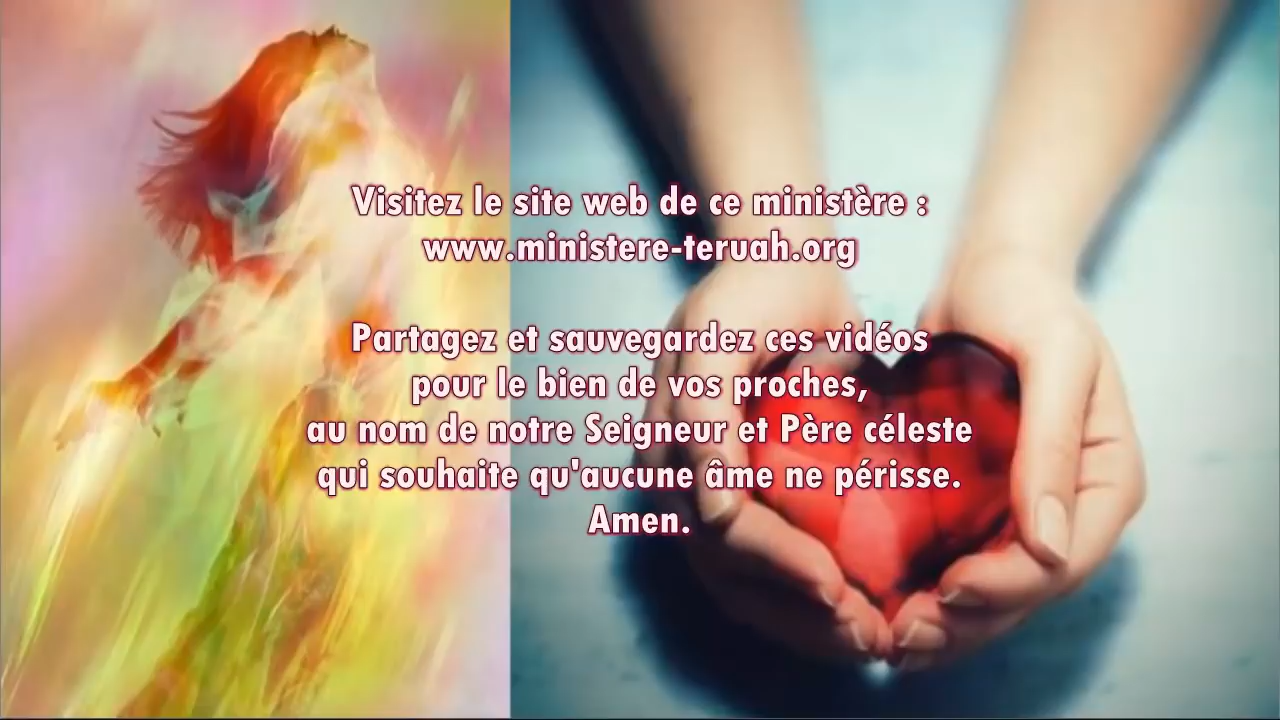 Visitez le site web de ce ministère :
www.ministere-teruah.org
Partagez et sauvegardez ces vidéos
pour le bien de vos proches,
au nom de notre Seigneur et Père céleste
qui souhaite qu'aucune âme ne périsse.
Amen.